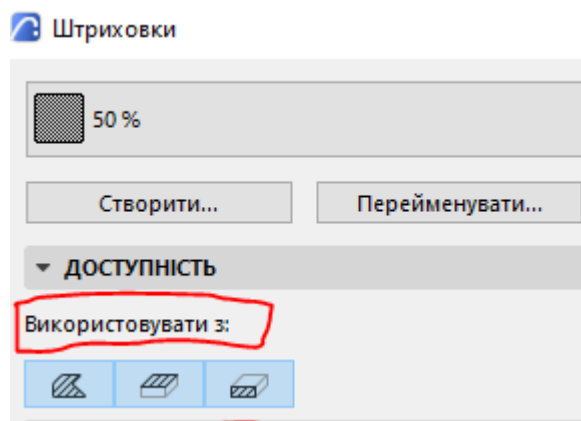 Штриховки
50 %
Створити... Перейменувати...
ДОСТУПНІСТЬ
Використовувати з: